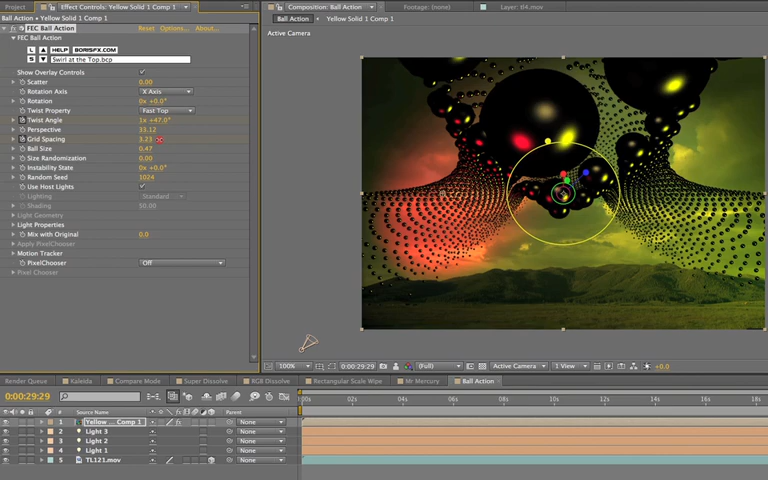 Project
Effect Controls: Yellow Solid 1 Comp 1
Composition: Ball Action
Footage: (none)
Layer: tl4.mov
Ball Action • Yellow Solid 1 Comp 1
Ball Action
Yellow Solid 1 Comp 1
FEC Ball Action
Reset
Options...
About...
Active Camera
FEC Ball Action
L
HELP
BORISFX.COM
S
Swirl at the Top.bcp
Show Overlay Controls
Scatter 0.00
Rotation Axis X Axis
Rotation 0x +0.0°
Twist Property Fast Top
Twist Angle 1x +47.0°
Perspective 33.12
Grid Spacing 3.23
Ball Size 0.47
Size Randomization 0.00
Instability State 0x +0.0°
Random Seed 1024
Use Host Lights
Lighting Standard
Shading 50.00
Light Geometry
Light Properties
Mix with Original 0.0
Apply PixelChooser
Motion Tracker
PixelChooser Off
Pixel Chooser
100% 0:00:29:29 (Full) Active Camera 1 View +0.0
Render Queue
Kaleida
Compare Mode
Super Dissolve
RGB Dissolve
Rectangular Scale Wipe
Mr Mercury
Ball Action
0:00:29:29
:00s 02s 04s 06s 08s 10s 12s 14s 16s 18s
# Source Name Parent
1 Yellow ... Comp 1 None
2 Light 3 None
3 Light 2 None
4 Light 1 None
5 TL121.mov None